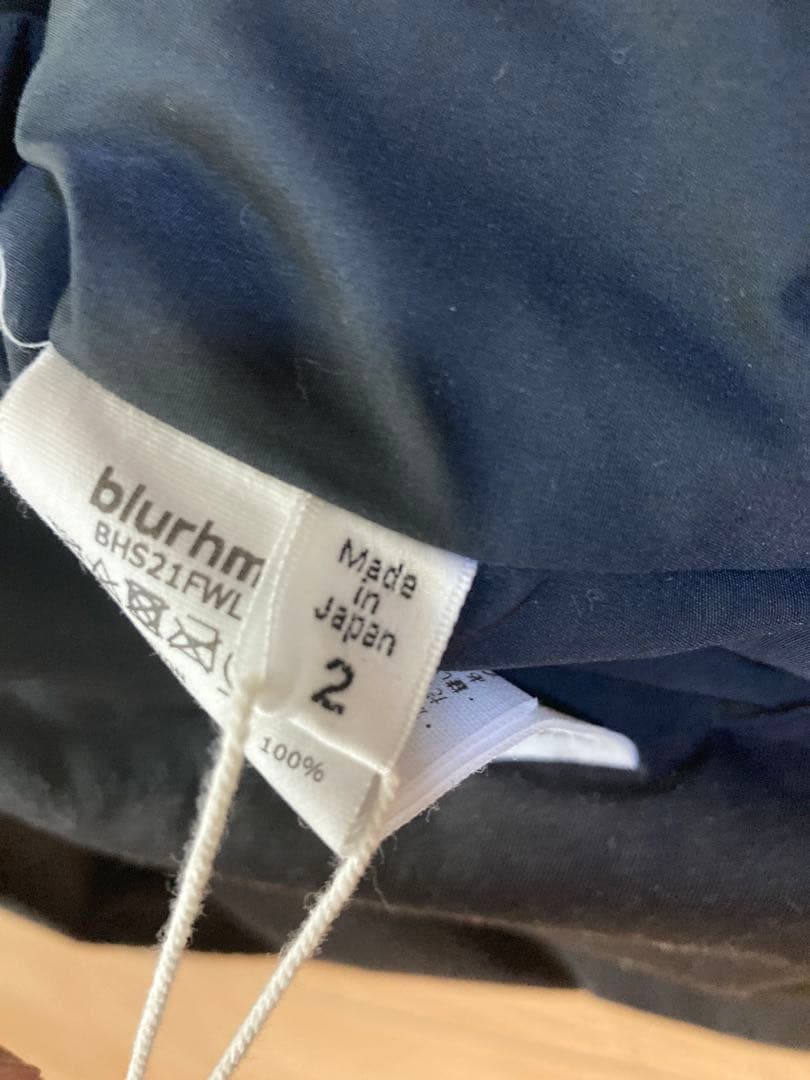 blurhm
BHS21FWL
100%
Made
in
Japan
2